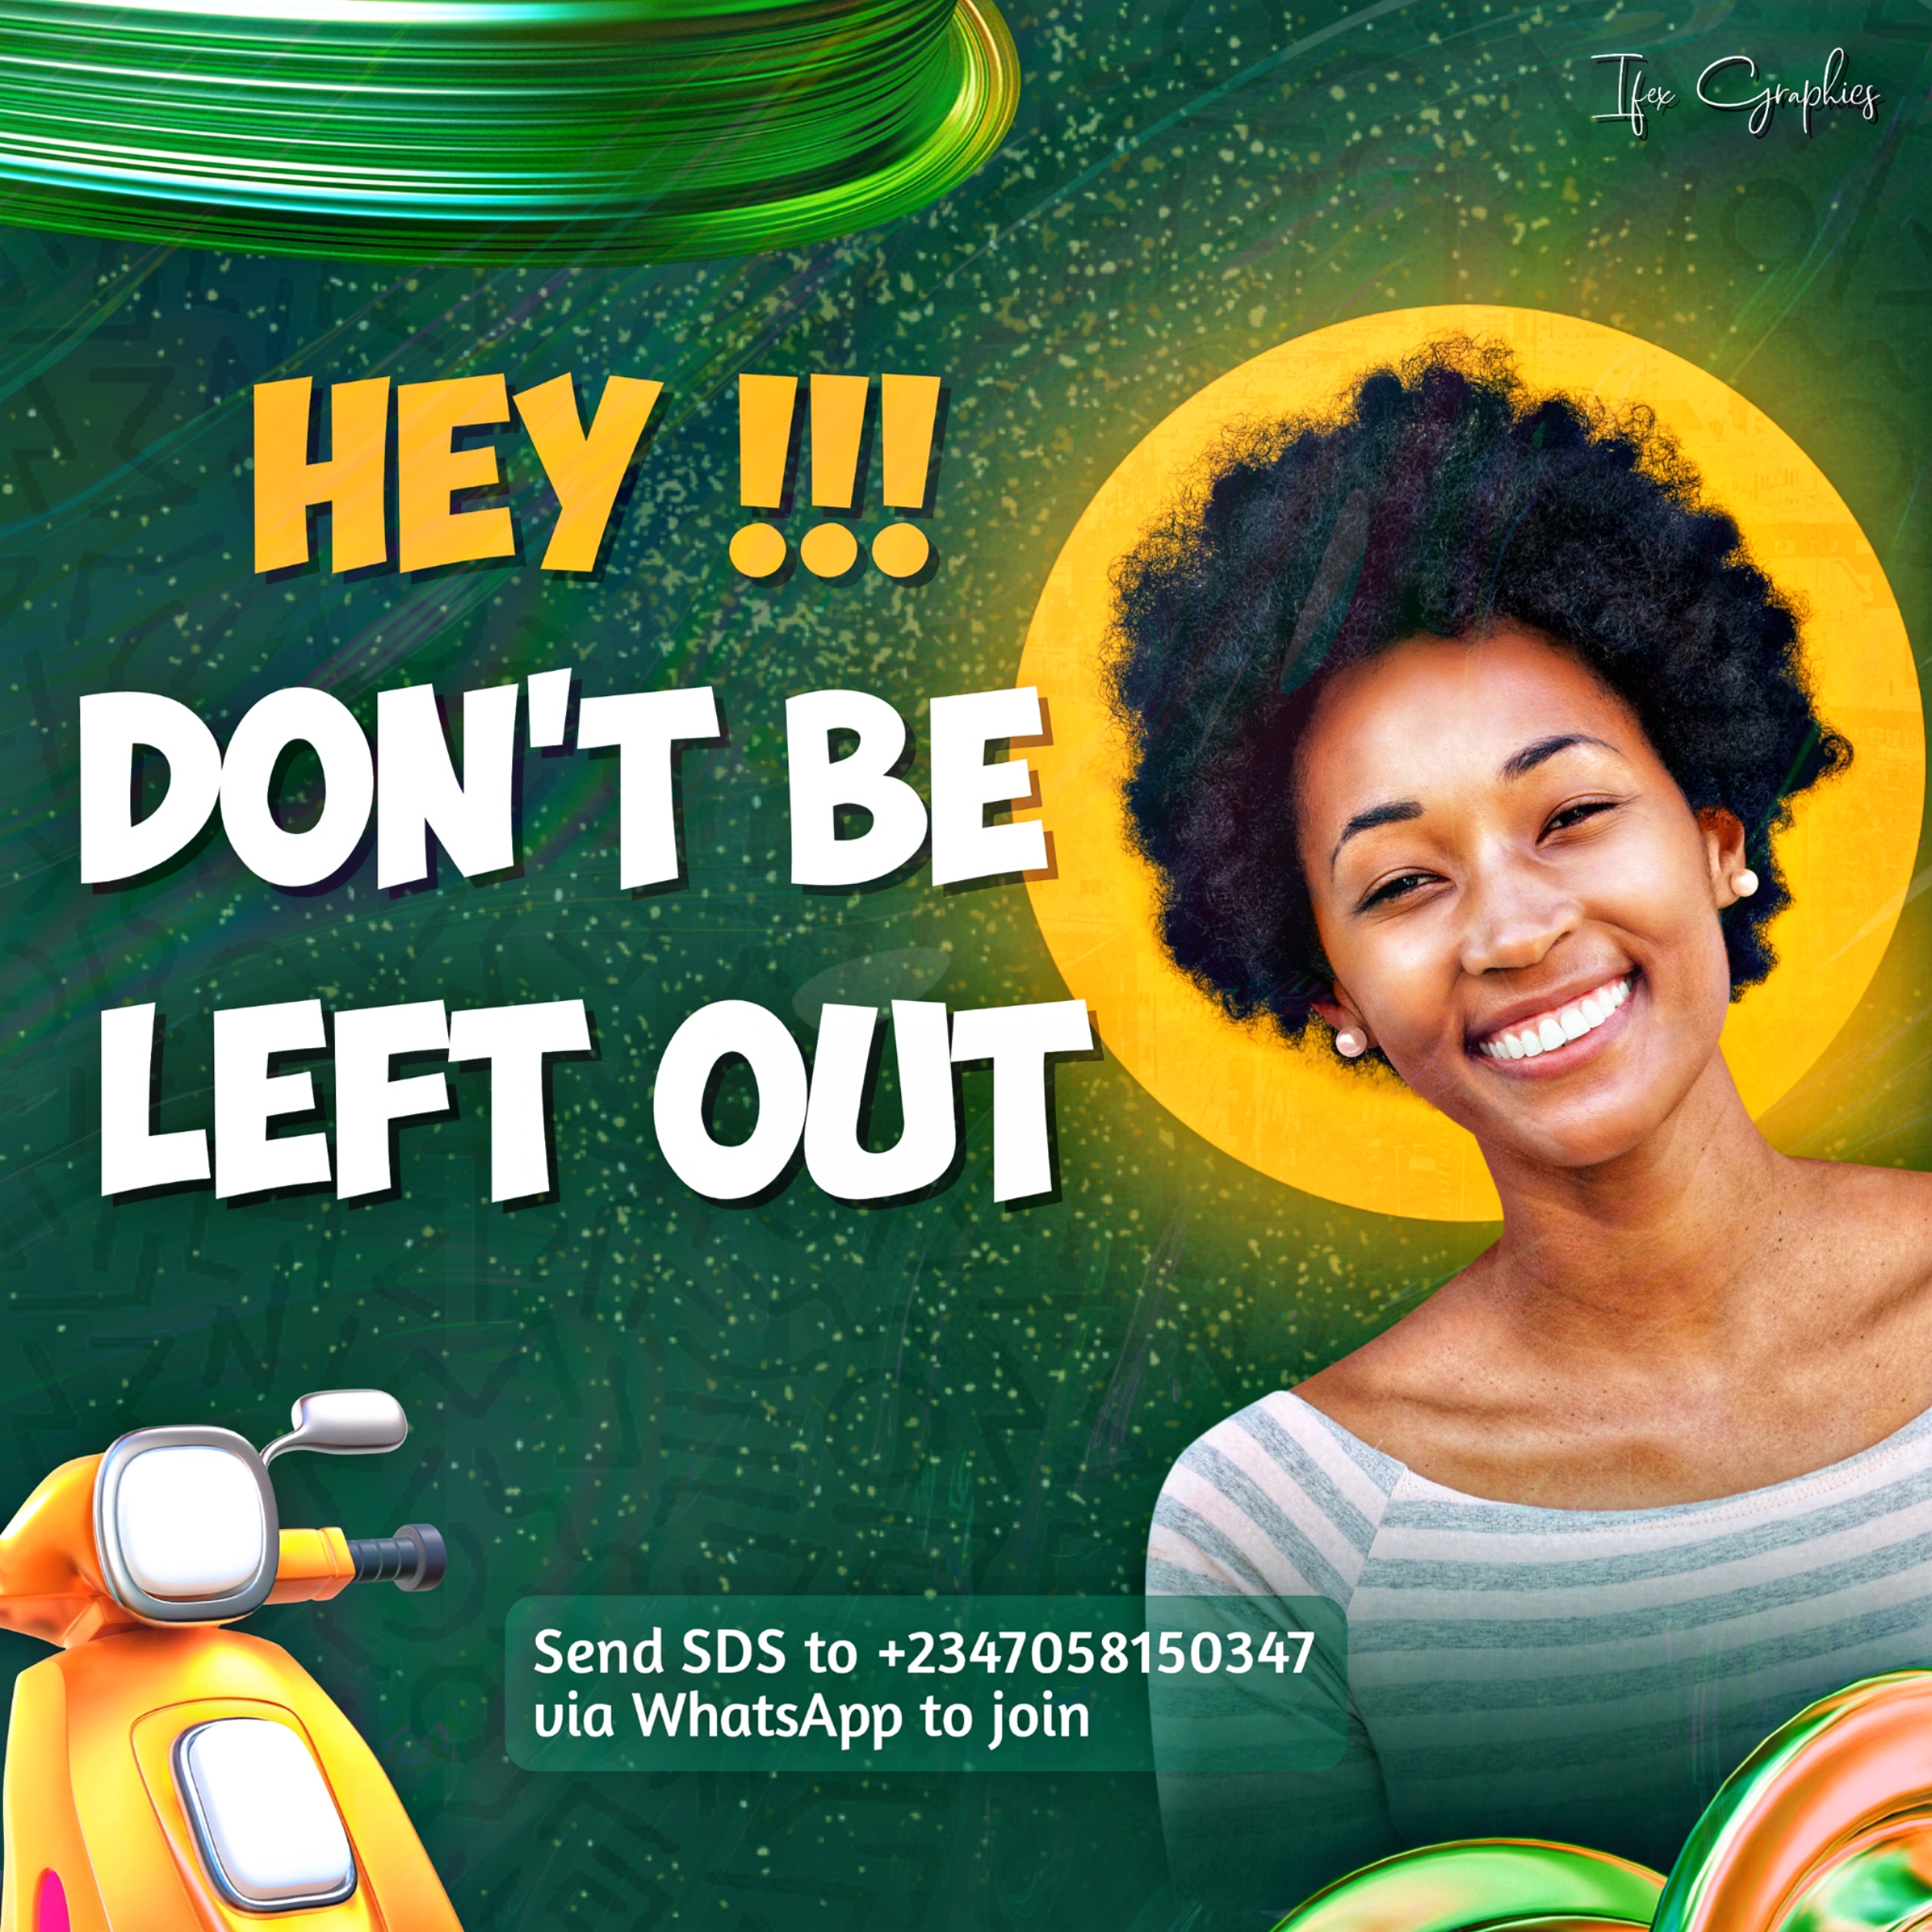 Ifex Graphics
HEY !!!
DON'T BE
LEFT OUT
Send SDS to +2347058150347
via WhatsApp to join